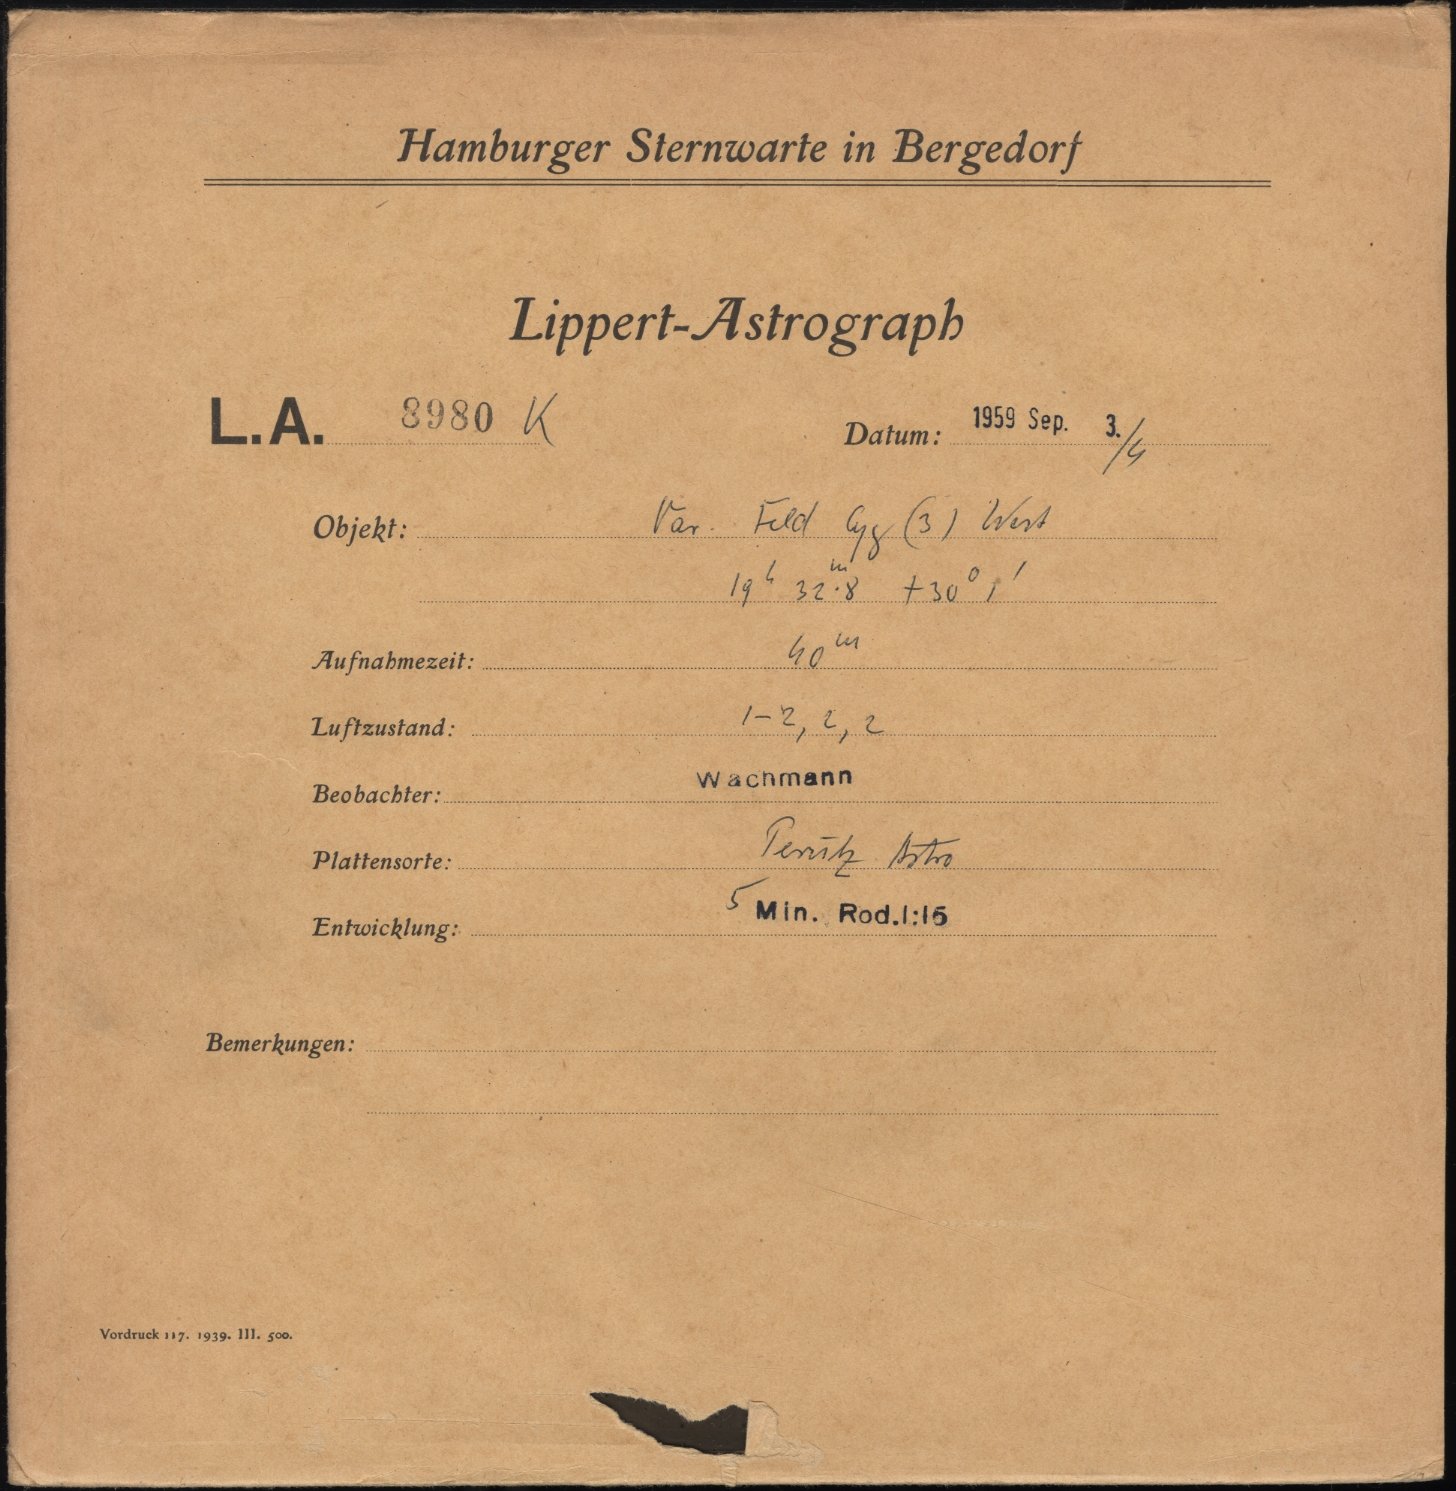 Hamburger Sternwarte in Bergedorf
Lippert-Astrograph
L.A. 8980 K Datum: 1959 Sep. 3./4
Objekt: Var. Feld Cyg (3) West
19h 32m.8 +30° 1'
Aufnahmezeit: 40m
Luftzustand: 1-2, 2, 2
Beobachter: Wachmann
Plattensorte: Perutz Astro
Entwicklung: 5 Min. Rod.1:15
Bemerkungen:
Vordruck 117. 1939. III. 500.